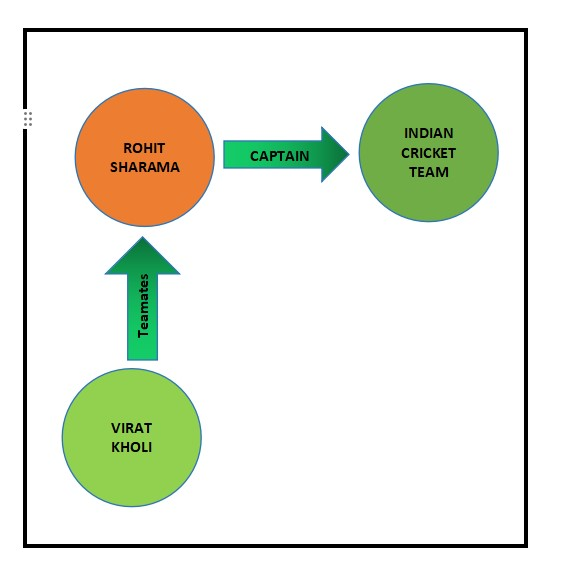 ROHIT
SHARAMA
CAPTAIN
INDIAN
CRICKET
TEAM
Teamates
VIRAT
KHOLI